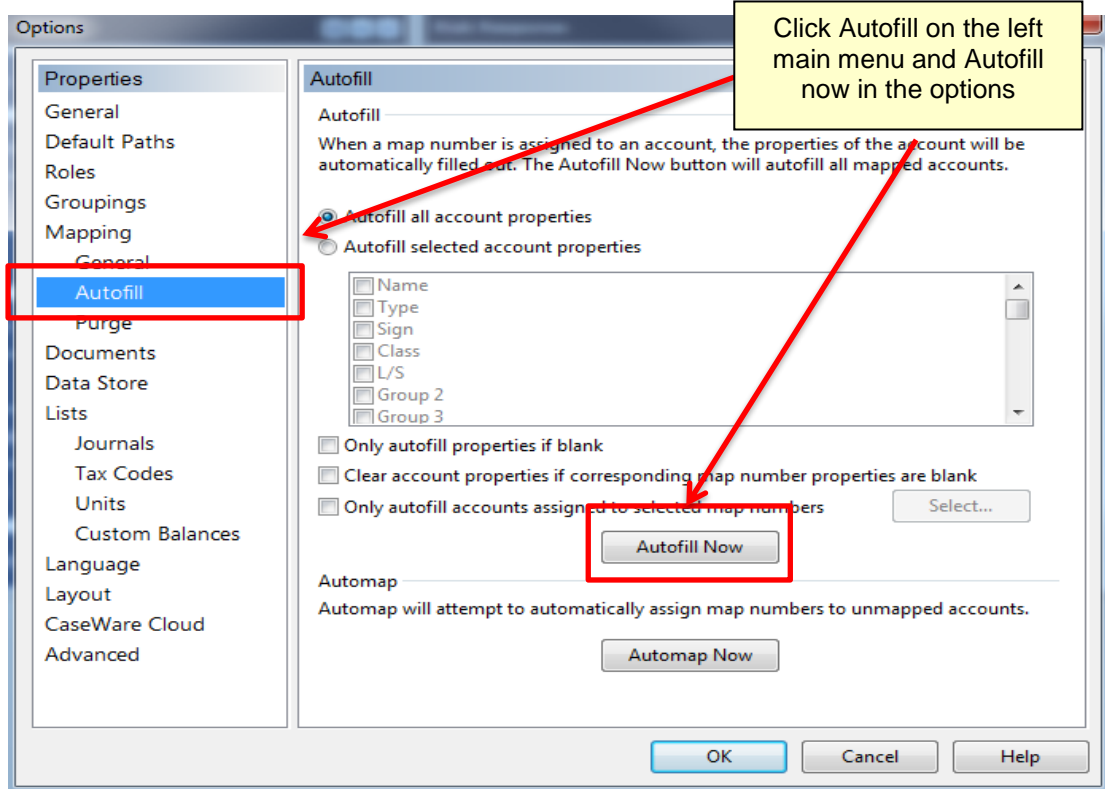 Options
Click Autofill on the left
main menu and Autofill
now in the options
Properties
General
Default Paths
Roles
Groupings
Mapping
General
Autofill
Purge
Documents
Data Store
Lists
Journals
Tax Codes
Units
Custom Balances
Language
Layout
CaseWare Cloud
Advanced
Autofill
Autofill
When a map number is assigned to an account, the properties of the account will be
automatically filled out. The Autofill Now button will autofill all mapped accounts.
Autofill all account properties
Autofill selected account properties
Name
Type
Sign
Class
L/S
Group 2
Group 3
Only autofill properties if blank
Clear account properties if corresponding map number properties are blank
Only autofill accounts assigned to selected map numbers
Select...
Autofill Now
Automap
Automap will attempt to automatically assign map numbers to unmapped accounts.
Automap Now
OK
Cancel
Help